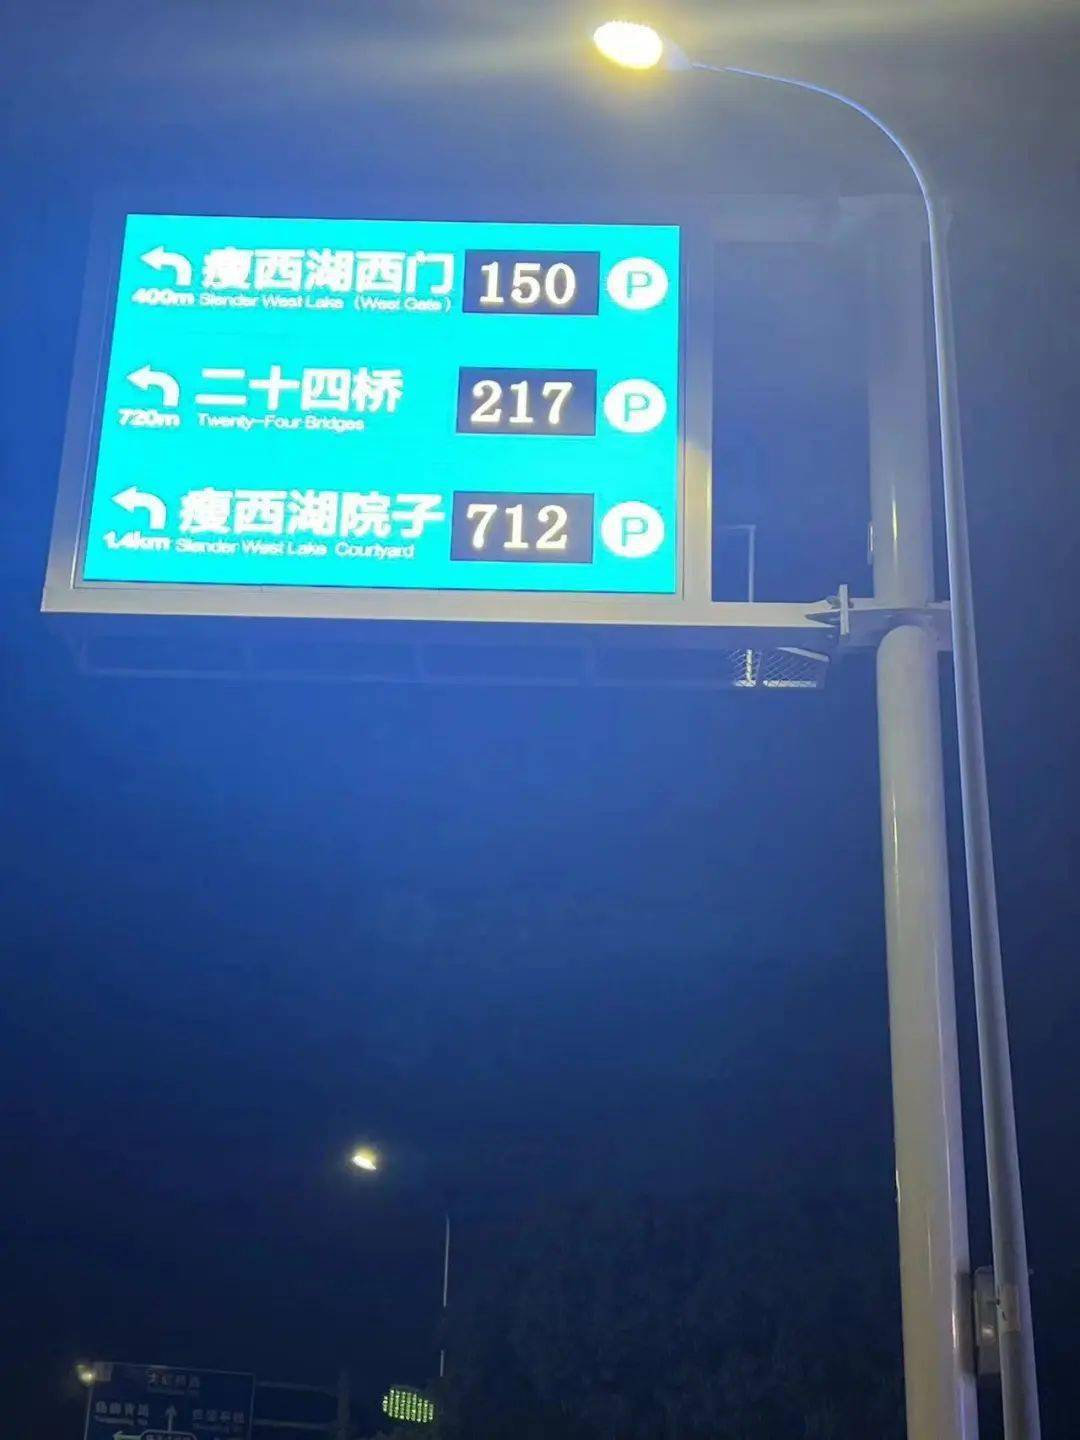 瘦西湖西门 150 P
400m Slender West Lake (West Gate)
二十四桥 217 P
720m Twenty-Four Bridges
瘦西湖院子 712 P
1.4km Slender West Lake Courtyard